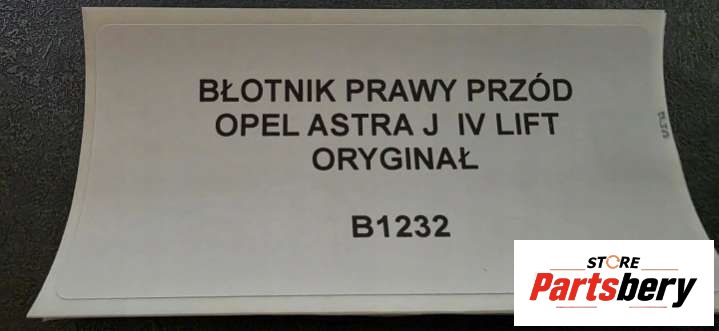 BŁOTNIK PRAWY PRZÓD
OPEL ASTRA J IV LIFT
ORYGINAŁ
B1232
STORE
Partsbery